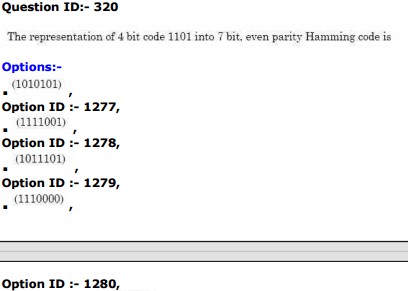 Question ID:- 320
The representation of 4 bit code 1101 into 7 bit, even parity Hamming code is
Options:-
▪ (1010101) ,
Option ID :- 1277,
▪ (1111001) ,
Option ID :- 1278,
▪ (1011101) ,
Option ID :- 1279,
▪ (1110000) ,
Option ID :- 1280,